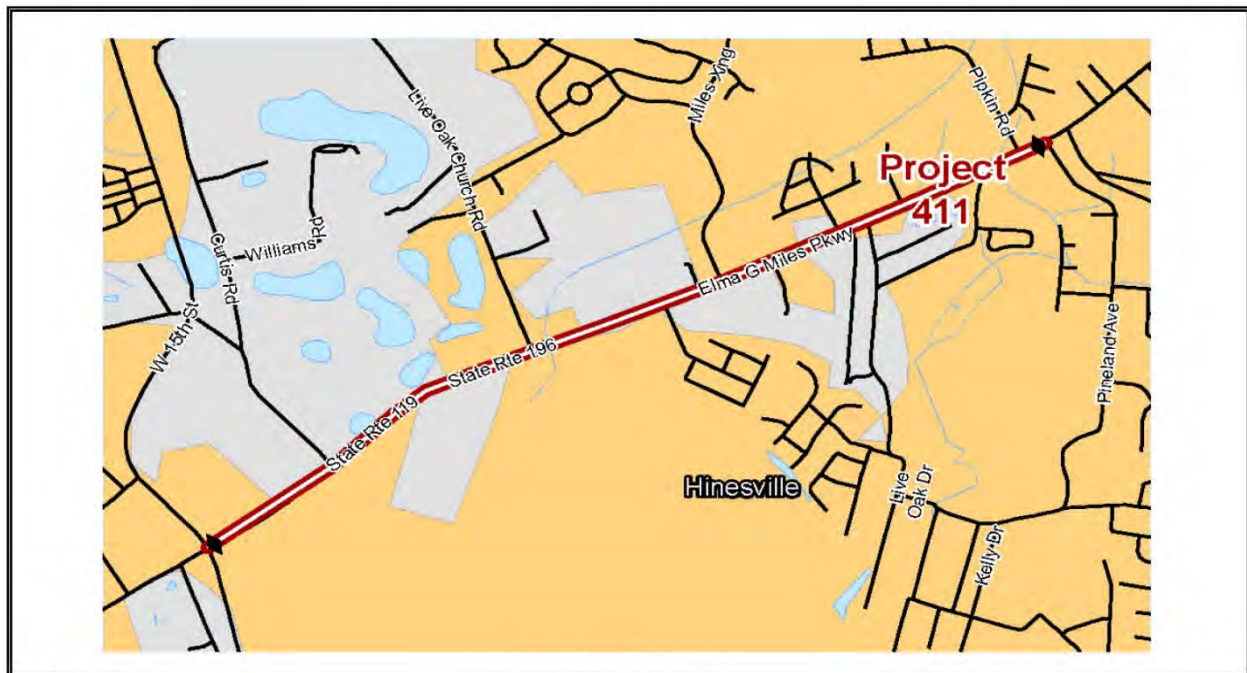 Miles Xing
Pipkin Rd
Live Oak Church Rd
Project
411
Williams Rd
Curtis Rd
Elma G Miles Pkwy
W 15th St
State Rte 196
Pineland Ave
State Rte 119
Hinesville
Live
Oak Dr
Kelly Dr